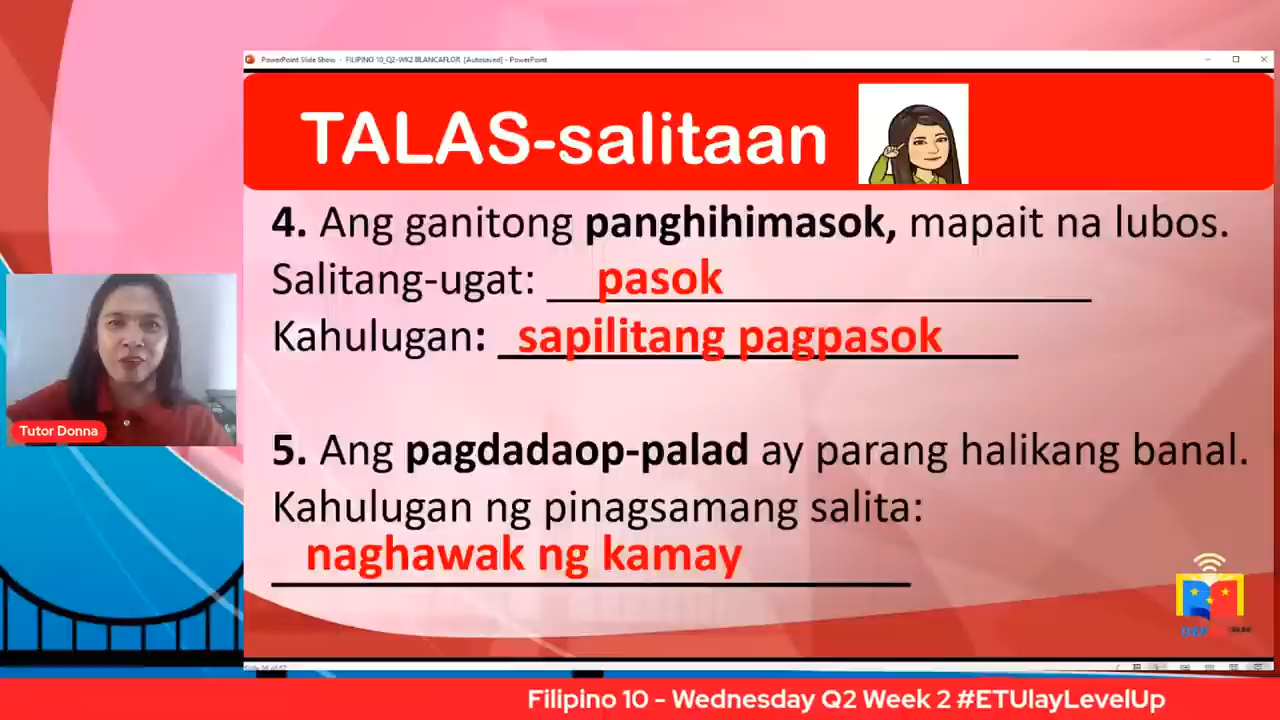 PowerPoint Slide Show - FILIPINO 10_Q2-WK2 BLANCAFLOR [Autosaved] - PowerPoint
TALAS-salitaan
4. Ang ganitong panghihimasok, mapait na lubos.
Salitang-ugat: pasok
Kahulugan: sapilitang pagpasok
5. Ang pagdadaop-palad ay parang halikang banal.
Kahulugan ng pinagsamang salita:
naghawak ng kamay
Tutor Donna
Filipino 10 - Wednesday Q2 Week 2 #ETUlayLevelUp